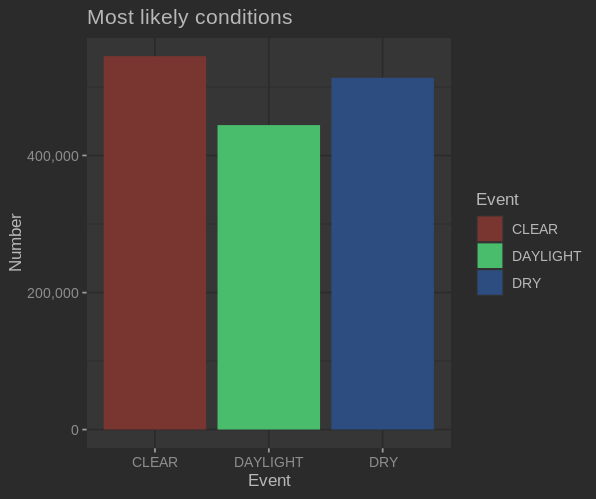 Most likely conditions
400,000
200,000
0
Number
CLEAR
DAYLIGHT
DRY
Event
Event
CLEAR
DAYLIGHT
DRY